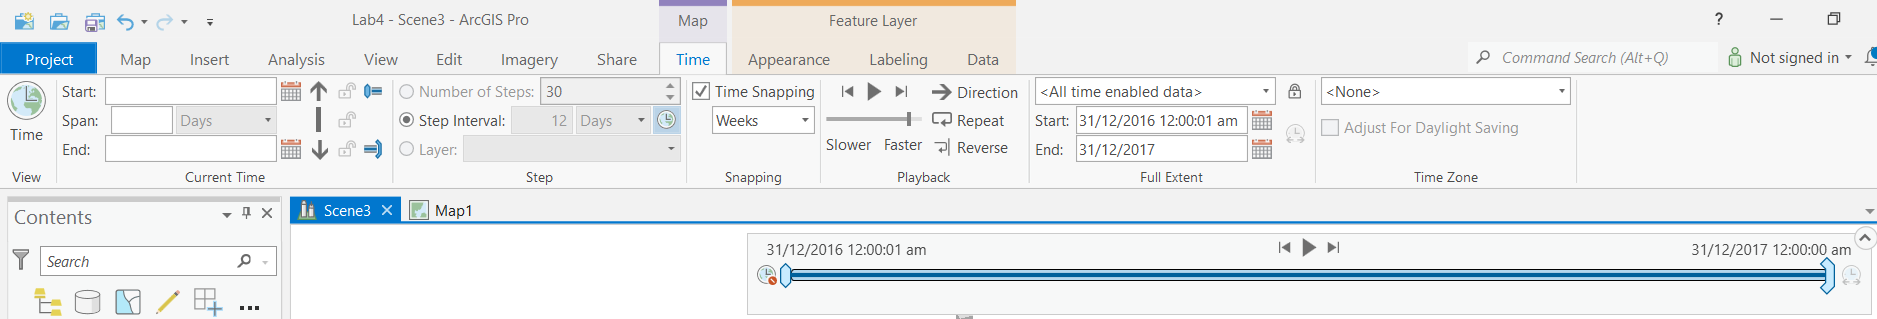 Lab4 - Scene3 - ArcGIS Pro
Map
Feature Layer
?
Project
Map
Insert
Analysis
View
Edit
Imagery
Share
Time
Appearance
Labeling
Data
Command Search (Alt+Q)
Not signed in
Time
View
Start:
Span:
Days
End:
Current Time
Number of Steps:
30
Step Interval:
12
Days
Layer:
Step
Time Snapping
Weeks
Snapping
Direction
Repeat
Slower
Faster
Reverse
Playback
<All time enabled data>
Start:
31/12/2016 12:00:01 am
End:
31/12/2017
Full Extent
<None>
Adjust For Daylight Saving
Time Zone
Contents
Search
Scene3
Map1
31/12/2016 12:00:01 am
31/12/2017 12:00:00 am